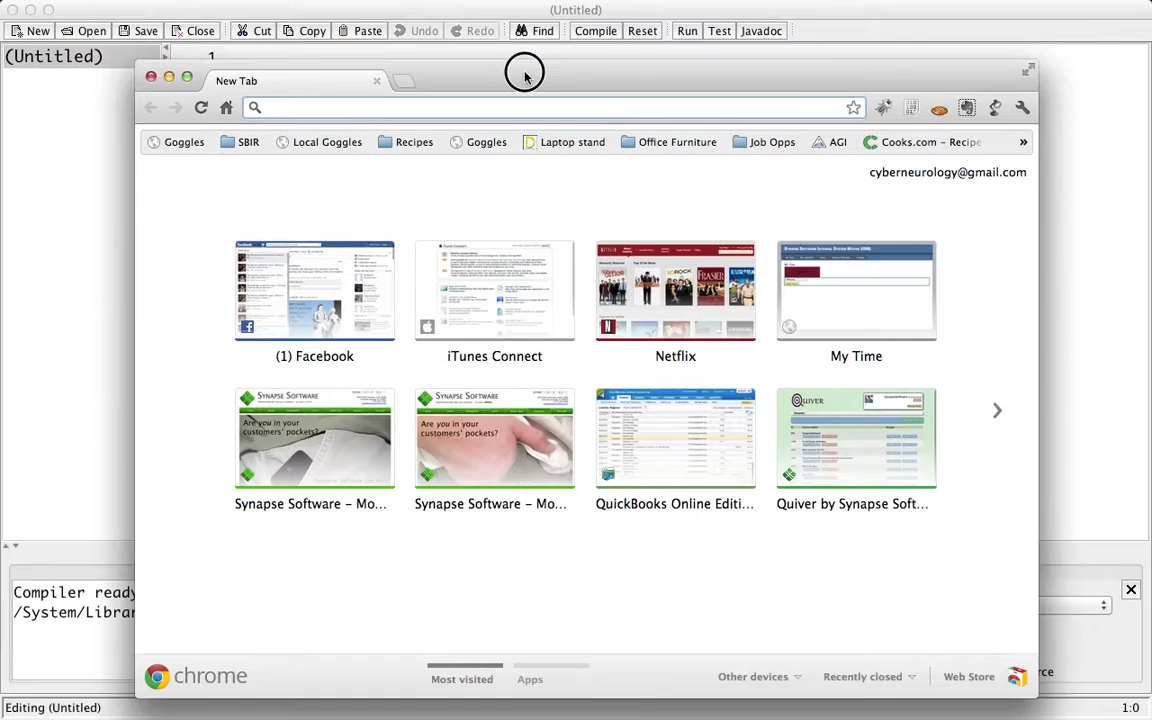 (Untitled)
New Open Save Close Cut Copy Paste Undo Redo Find Compile Reset Run Test Javadoc
(Untitled) 1
New Tab
Goggles SBIR Local Goggles Recipes Goggles Laptop stand Office Furniture Job Opps AGI Cooks.com - Recipe »
cyberneurology@gmail.com
(1) Facebook iTunes Connect Netflix My Time
Synapse Software – Mo... Synapse Software – Mo... QuickBooks Online Editi... Quiver by Synapse Soft...
Compiler ready
/System/Librar
chrome Most visited Apps Other devices Recently closed Web Store
Editing (Untitled) 1:0